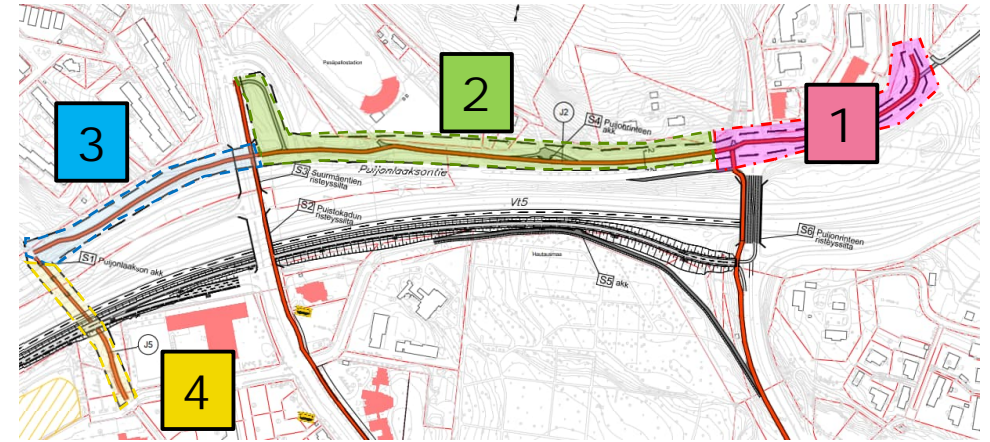 Pesäpallostadion
2
J2
S4 Puijonrinteen
akk
1
3
Puijonlaaksontie
S3 Suurmäentien
risteyssilta
S2 Puistokadun
risteyssilta
Vt5
S6 Puijonrinteen
risteyssilta
S1 Puijonlaakson akk
Hautausmaa
S5 akk
J5
4